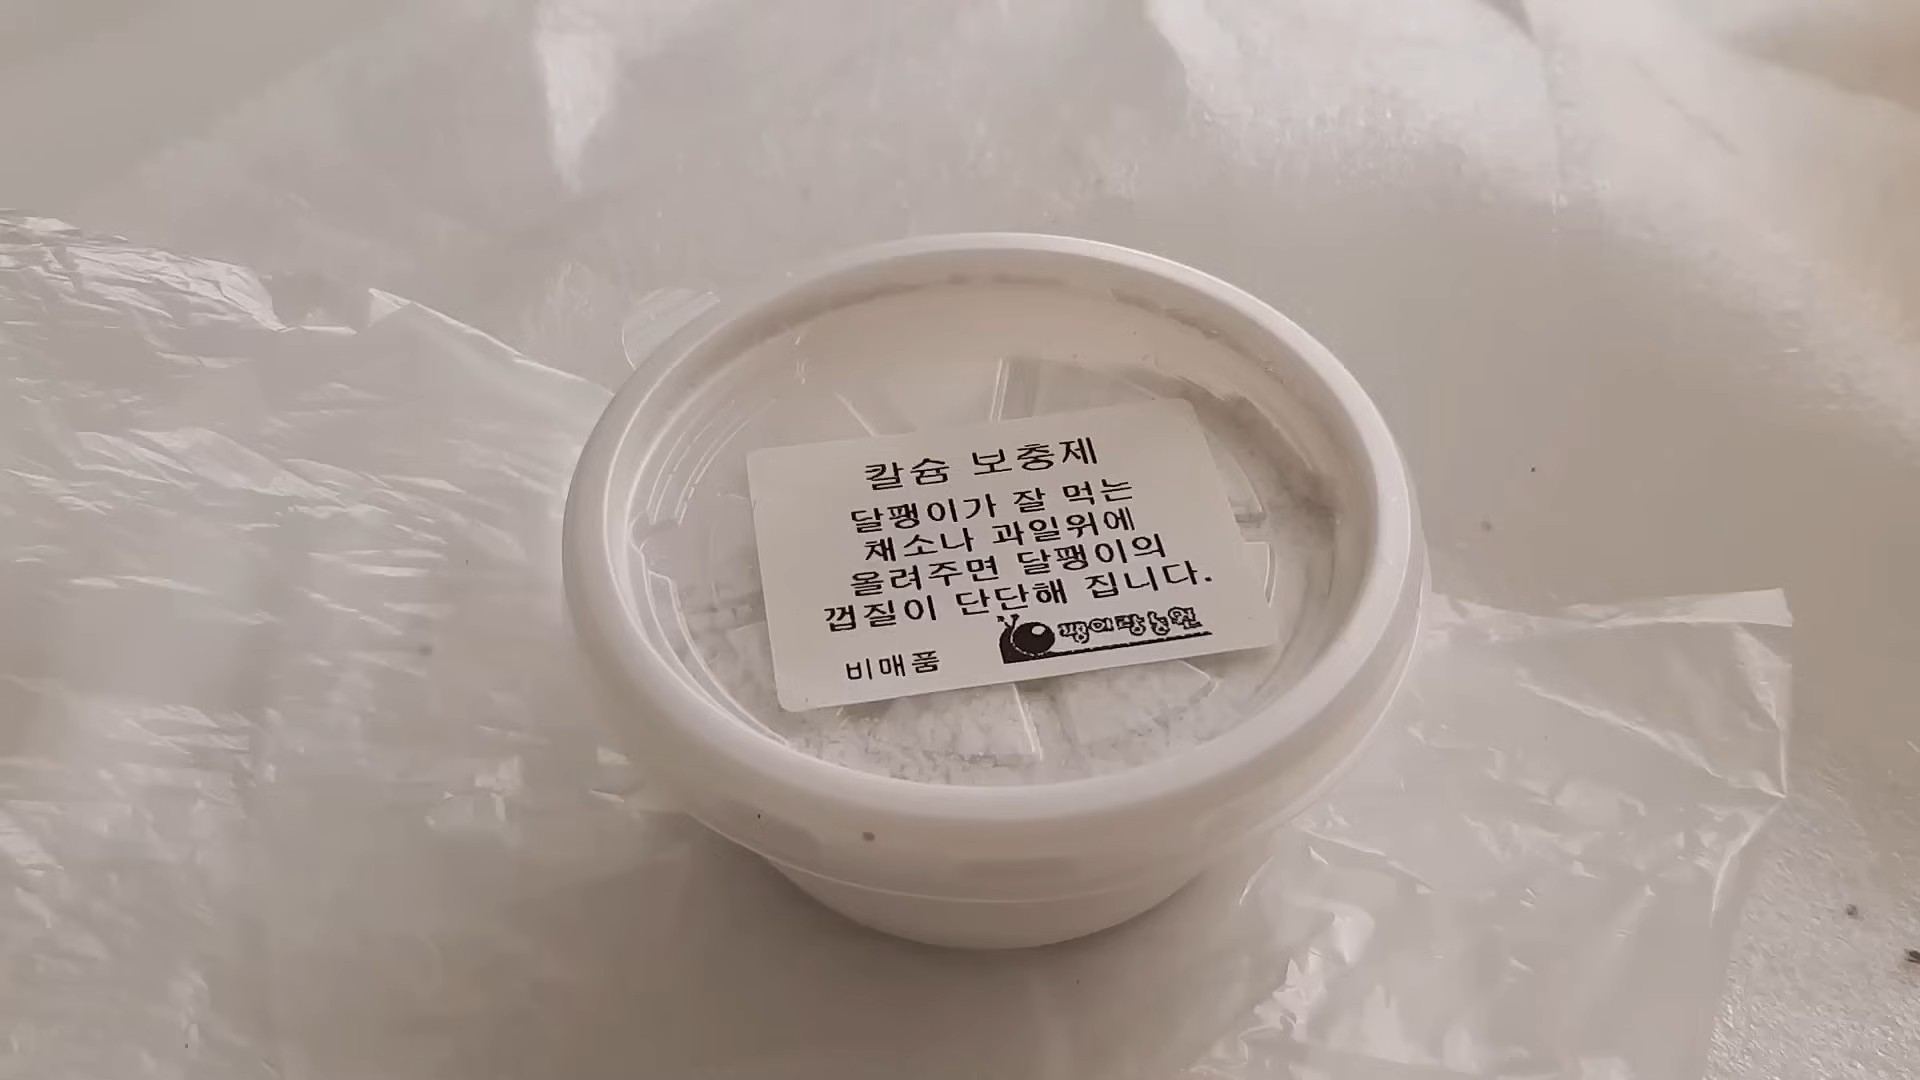 칼슘 보충제
달팽이가 잘 먹는
채소나 과일위에
올려주면 달팽이의
껍질이 단단해 집니다.
비매품